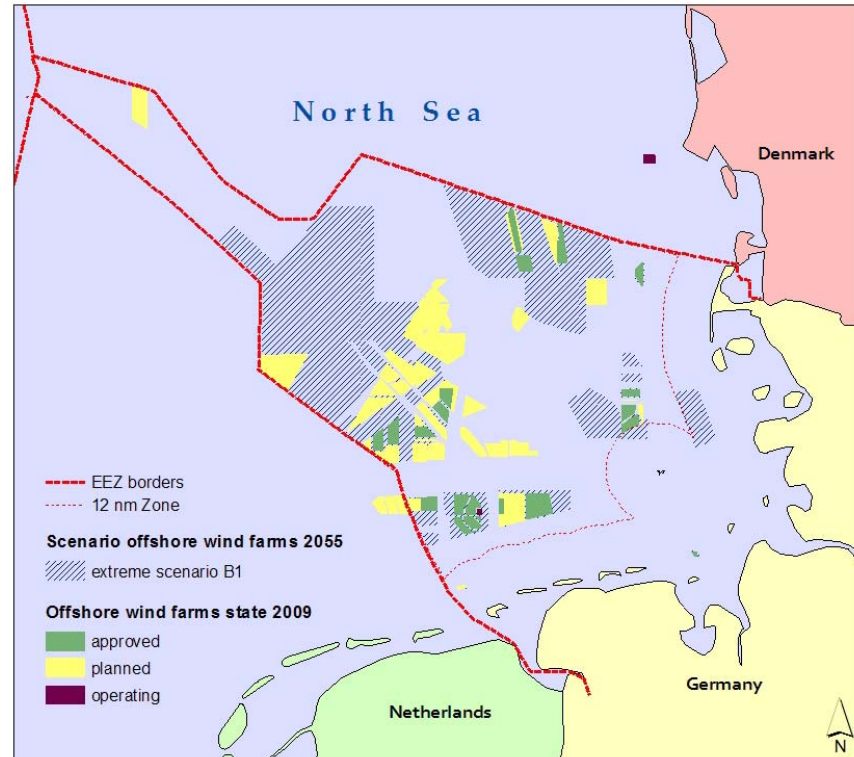 North Sea
Denmark
EEZ borders
12 nm Zone
Scenario offshore wind farms 2055
extreme scenario B1
Offshore wind farms state 2009
approved
planned
operating
Netherlands
Germany
N